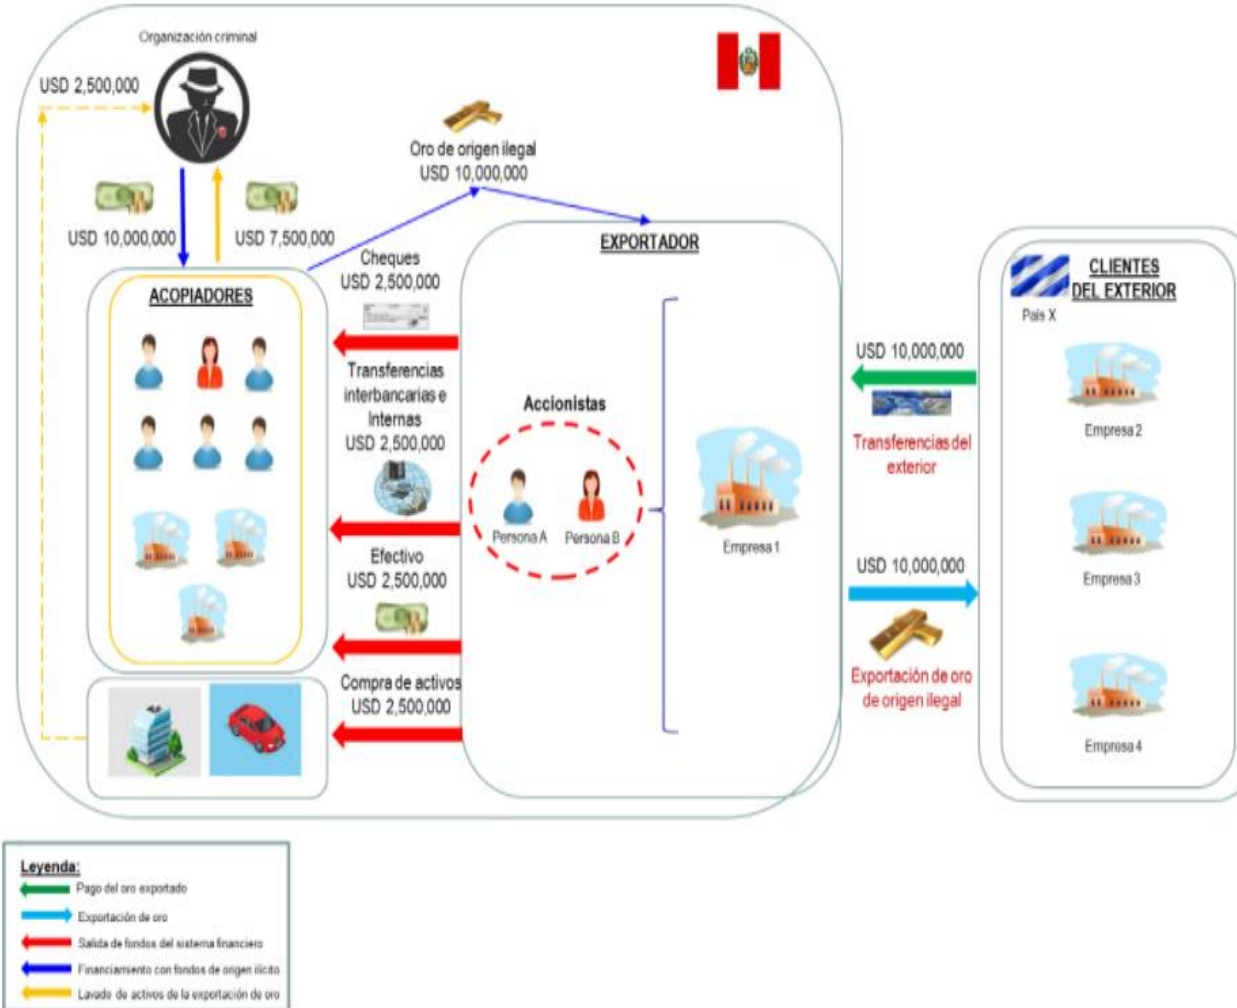 Organización criminal
USD 2,500,000
Oro de origen ilegal
USD 10,000,000
USD 10,000,000
USD 7,500,000
EXPORTADOR
Cheques
USD 2,500,000
ACOPIADORES
CLIENTES
DEL EXTERIOR
País X
Transferencias
interbancarias e
Internas
USD 2,500,000
Accionistas
USD 10,000,000
Transferencias del
exterior
Empresa 2
Persona A
Persona B
Empresa 1
Efectivo
USD 2,500,000
USD 10,000,000
Empresa 3
Compra de activos
USD 2,500,000
Exportación de oro
de origen ilegal
Empresa 4
Leyenda:
Pago del oro exportado
Exportación de oro
Salida de fondos del sistema financiero
Financiamiento con fondos de origen ilícito
Lavado de activos de la exportación de oro